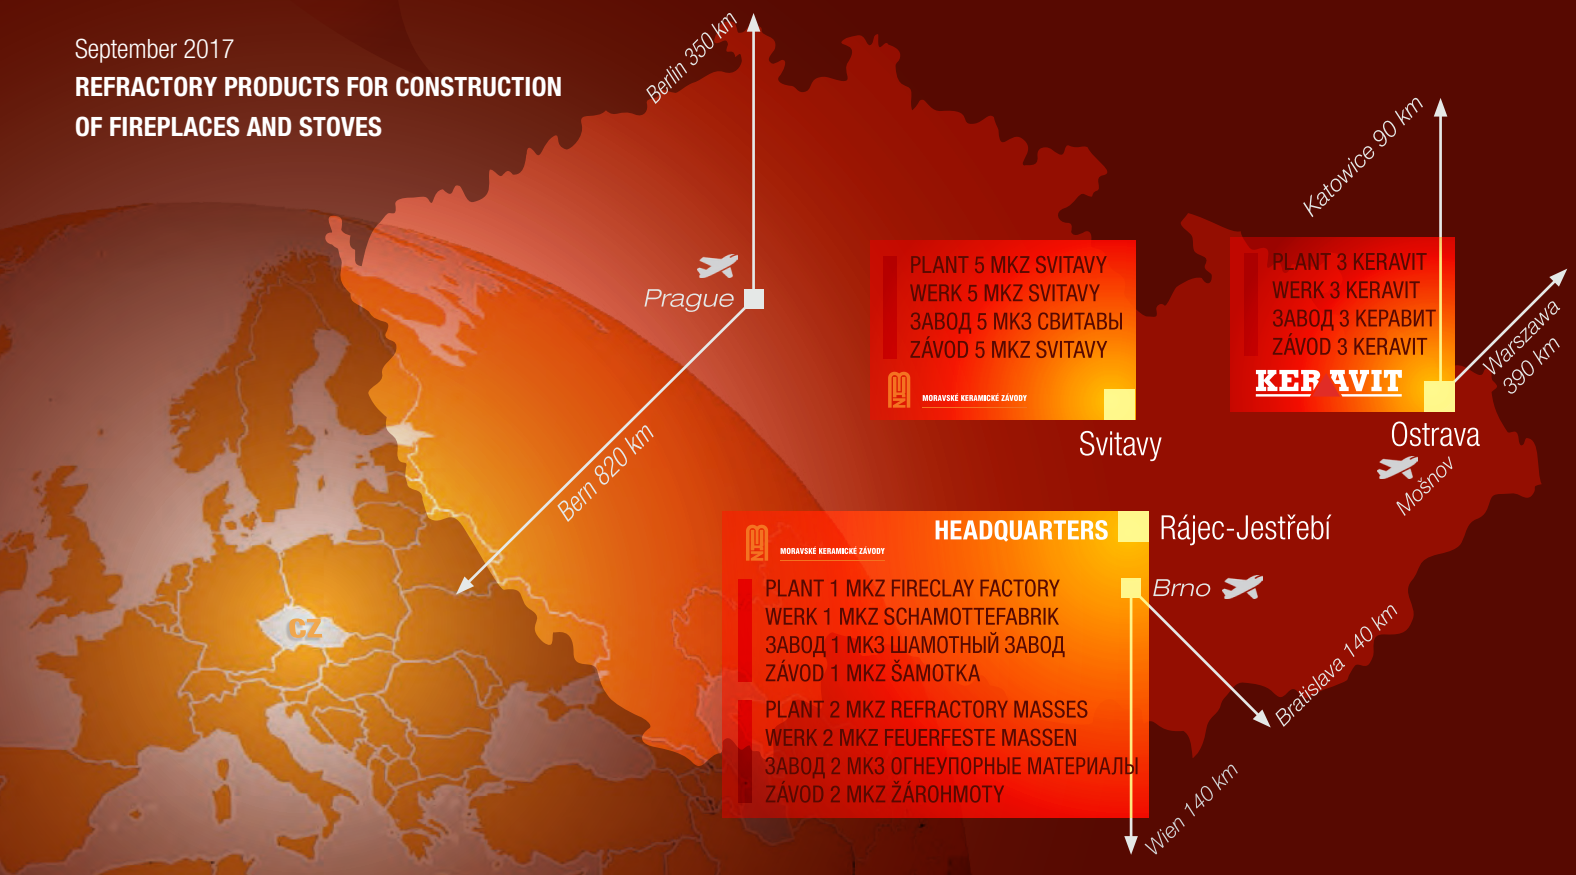 September 2017
REFRACTORY PRODUCTS FOR CONSTRUCTION
OF FIREPLACES AND STOVES
Berlin 350 km
Katowice 90 km
Prague
PLANT 5 MKZ SVITAVY
WERK 5 MKZ SVITAVY
ЗАВОД 5 МКЗ СВИТАВЫ
ZÁVOD 5 MKZ SVITAVY
MORAVSKÉ KERAMICKÉ ZÁVODY
Svitavy
PLANT 3 KERAVIT
WERK 3 KERAVIT
ЗАВОД 3 КЕРАВИТ
ZÁVOD 3 KERAVIT
KERAVIT
Warszawa
390 km
Ostrava
Mošnov
Bern 820 km
CZ
MORAVSKÉ KERAMICKÉ ZÁVODY
HEADQUARTERS
Rájec-Jestřebí
Brno
PLANT 1 MKZ FIRECLAY FACTORY
WERK 1 MKZ SCHAMOTTEFABRIK
ЗАВОД 1 МКЗ ШАМОТНЫЙ ЗАВОД
ZÁVOD 1 MKZ ŠAMOTKA
PLANT 2 MKZ REFRACTORY MASSES
WERK 2 MKZ FEUERFESTE MASSEN
ЗАВОД 2 МКЗ ОГНЕУПОРНЫЕ МАТЕРИАЛЫ
ZÁVOD 2 MKZ ŽÁROHMOTY
Bratislava 140 km
Wien 140 km